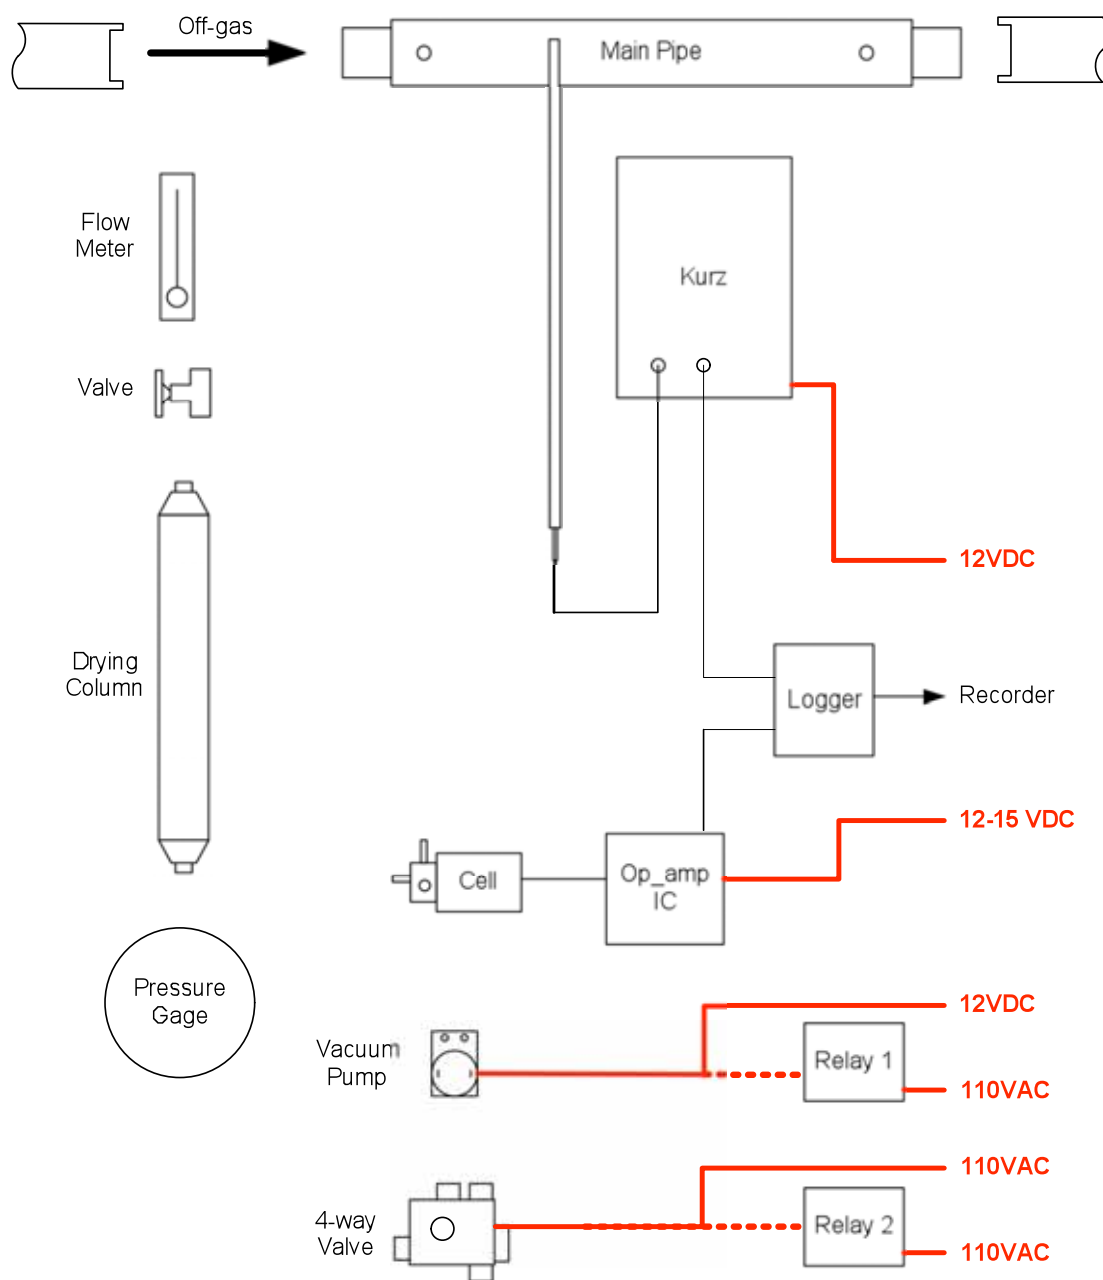 Off-gas
Main Pipe
Flow
Meter
Kurz
Valve
12VDC
Drying
Column
Logger
Recorder
12-15 VDC
Cell
Op_amp
IC
Pressure
Gage
12VDC
Vacuum
Pump
Relay 1
110VAC
110VAC
4-way
Valve
Relay 2
110VAC